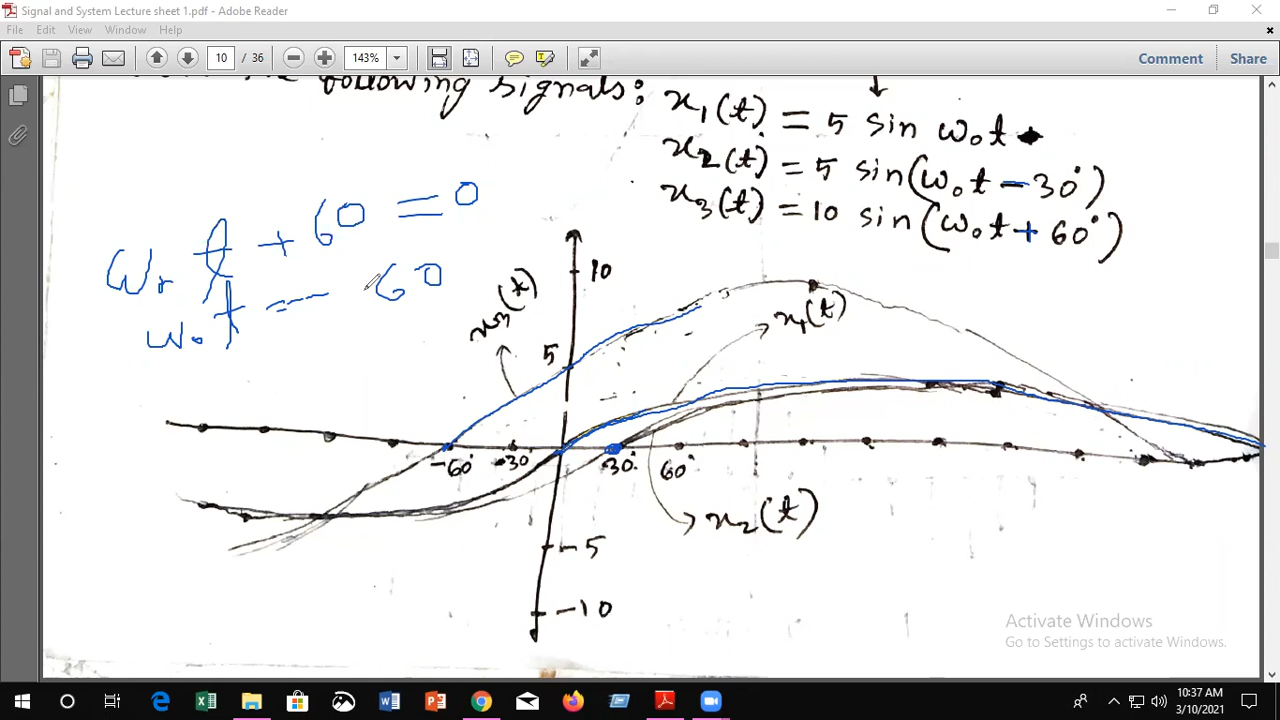 Signal and System Lecture sheet 1.pdf - Adobe Reader
File Edit View Window Help
10 / 36 143% Comment Share
following signals:
x₁(t) = 5 sin ω₀t
x₂(t) = 5 sin(ω₀t - 30°)
x₃(t) = 10 sin(ω₀t + 60°)
ω₀t + 60 = 0
ω₀t = - 60
10
x₃(t)
x₁(t)
5
-60° -30° 30° 60°
x₂(t)
-5
-10
Activate Windows
Go to Settings to activate Windows.
10:37 AM
3/10/2021